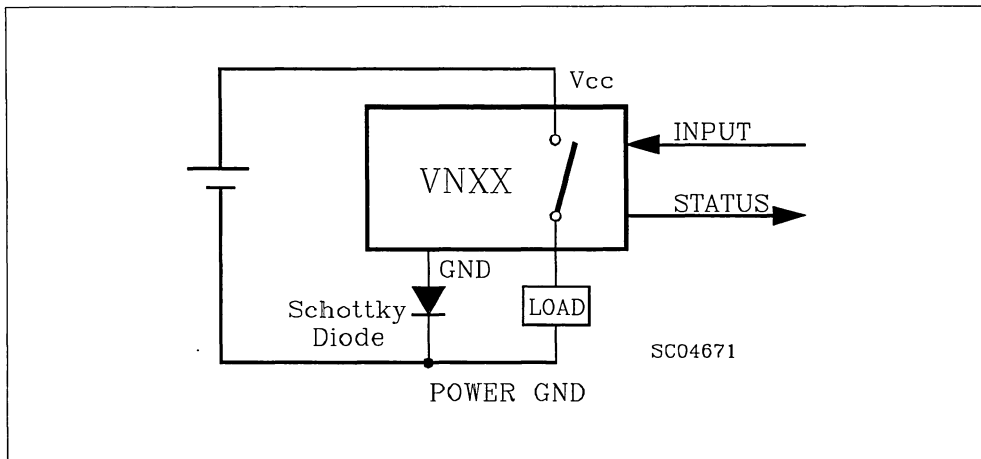 Vcc
INPUT
VNXX
STATUS
GND
Schottky
Diode
LOAD
SC04671
POWER GND